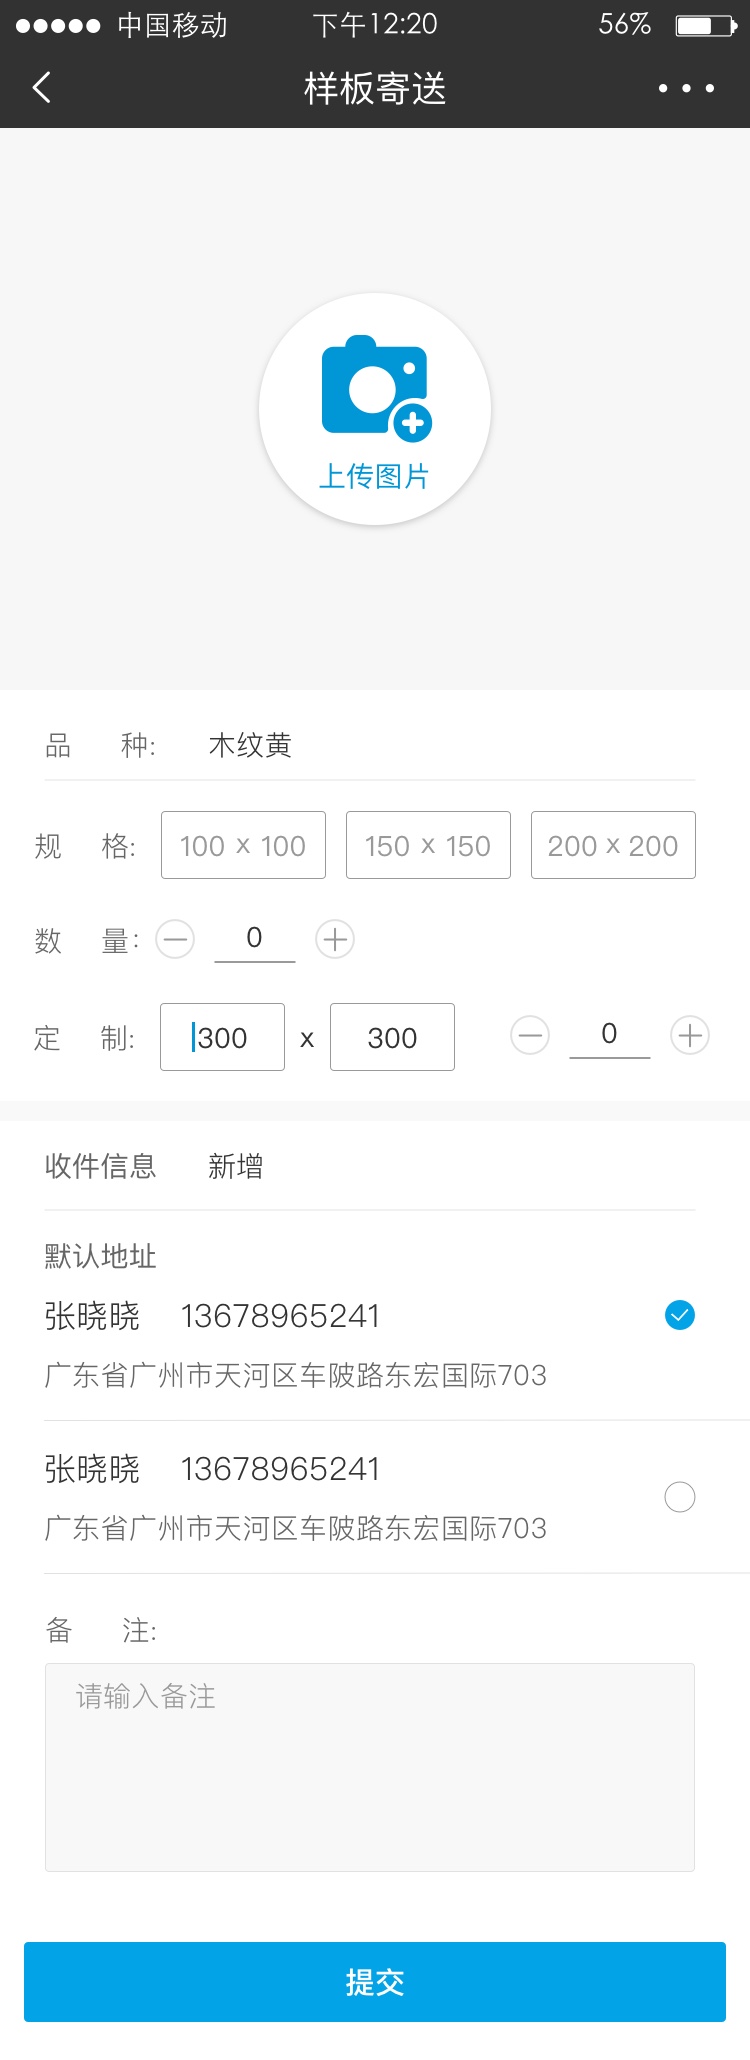 中国移动 下午12:20 56%
样板寄送
上传图片
品 种: 木纹黄
规 格: 100 x 100 150 x 150 200 x 200
数 量: 0
定 制: 300 x 300 0
收件信息 新增
默认地址
张晓晓 13678965241
广东省广州市天河区车陂路东宏国际703
张晓晓 13678965241
广东省广州市天河区车陂路东宏国际703
备 注:
请输入备注
提交